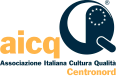 aicq
Associazione Italiana Cultura Qualità
Centronord